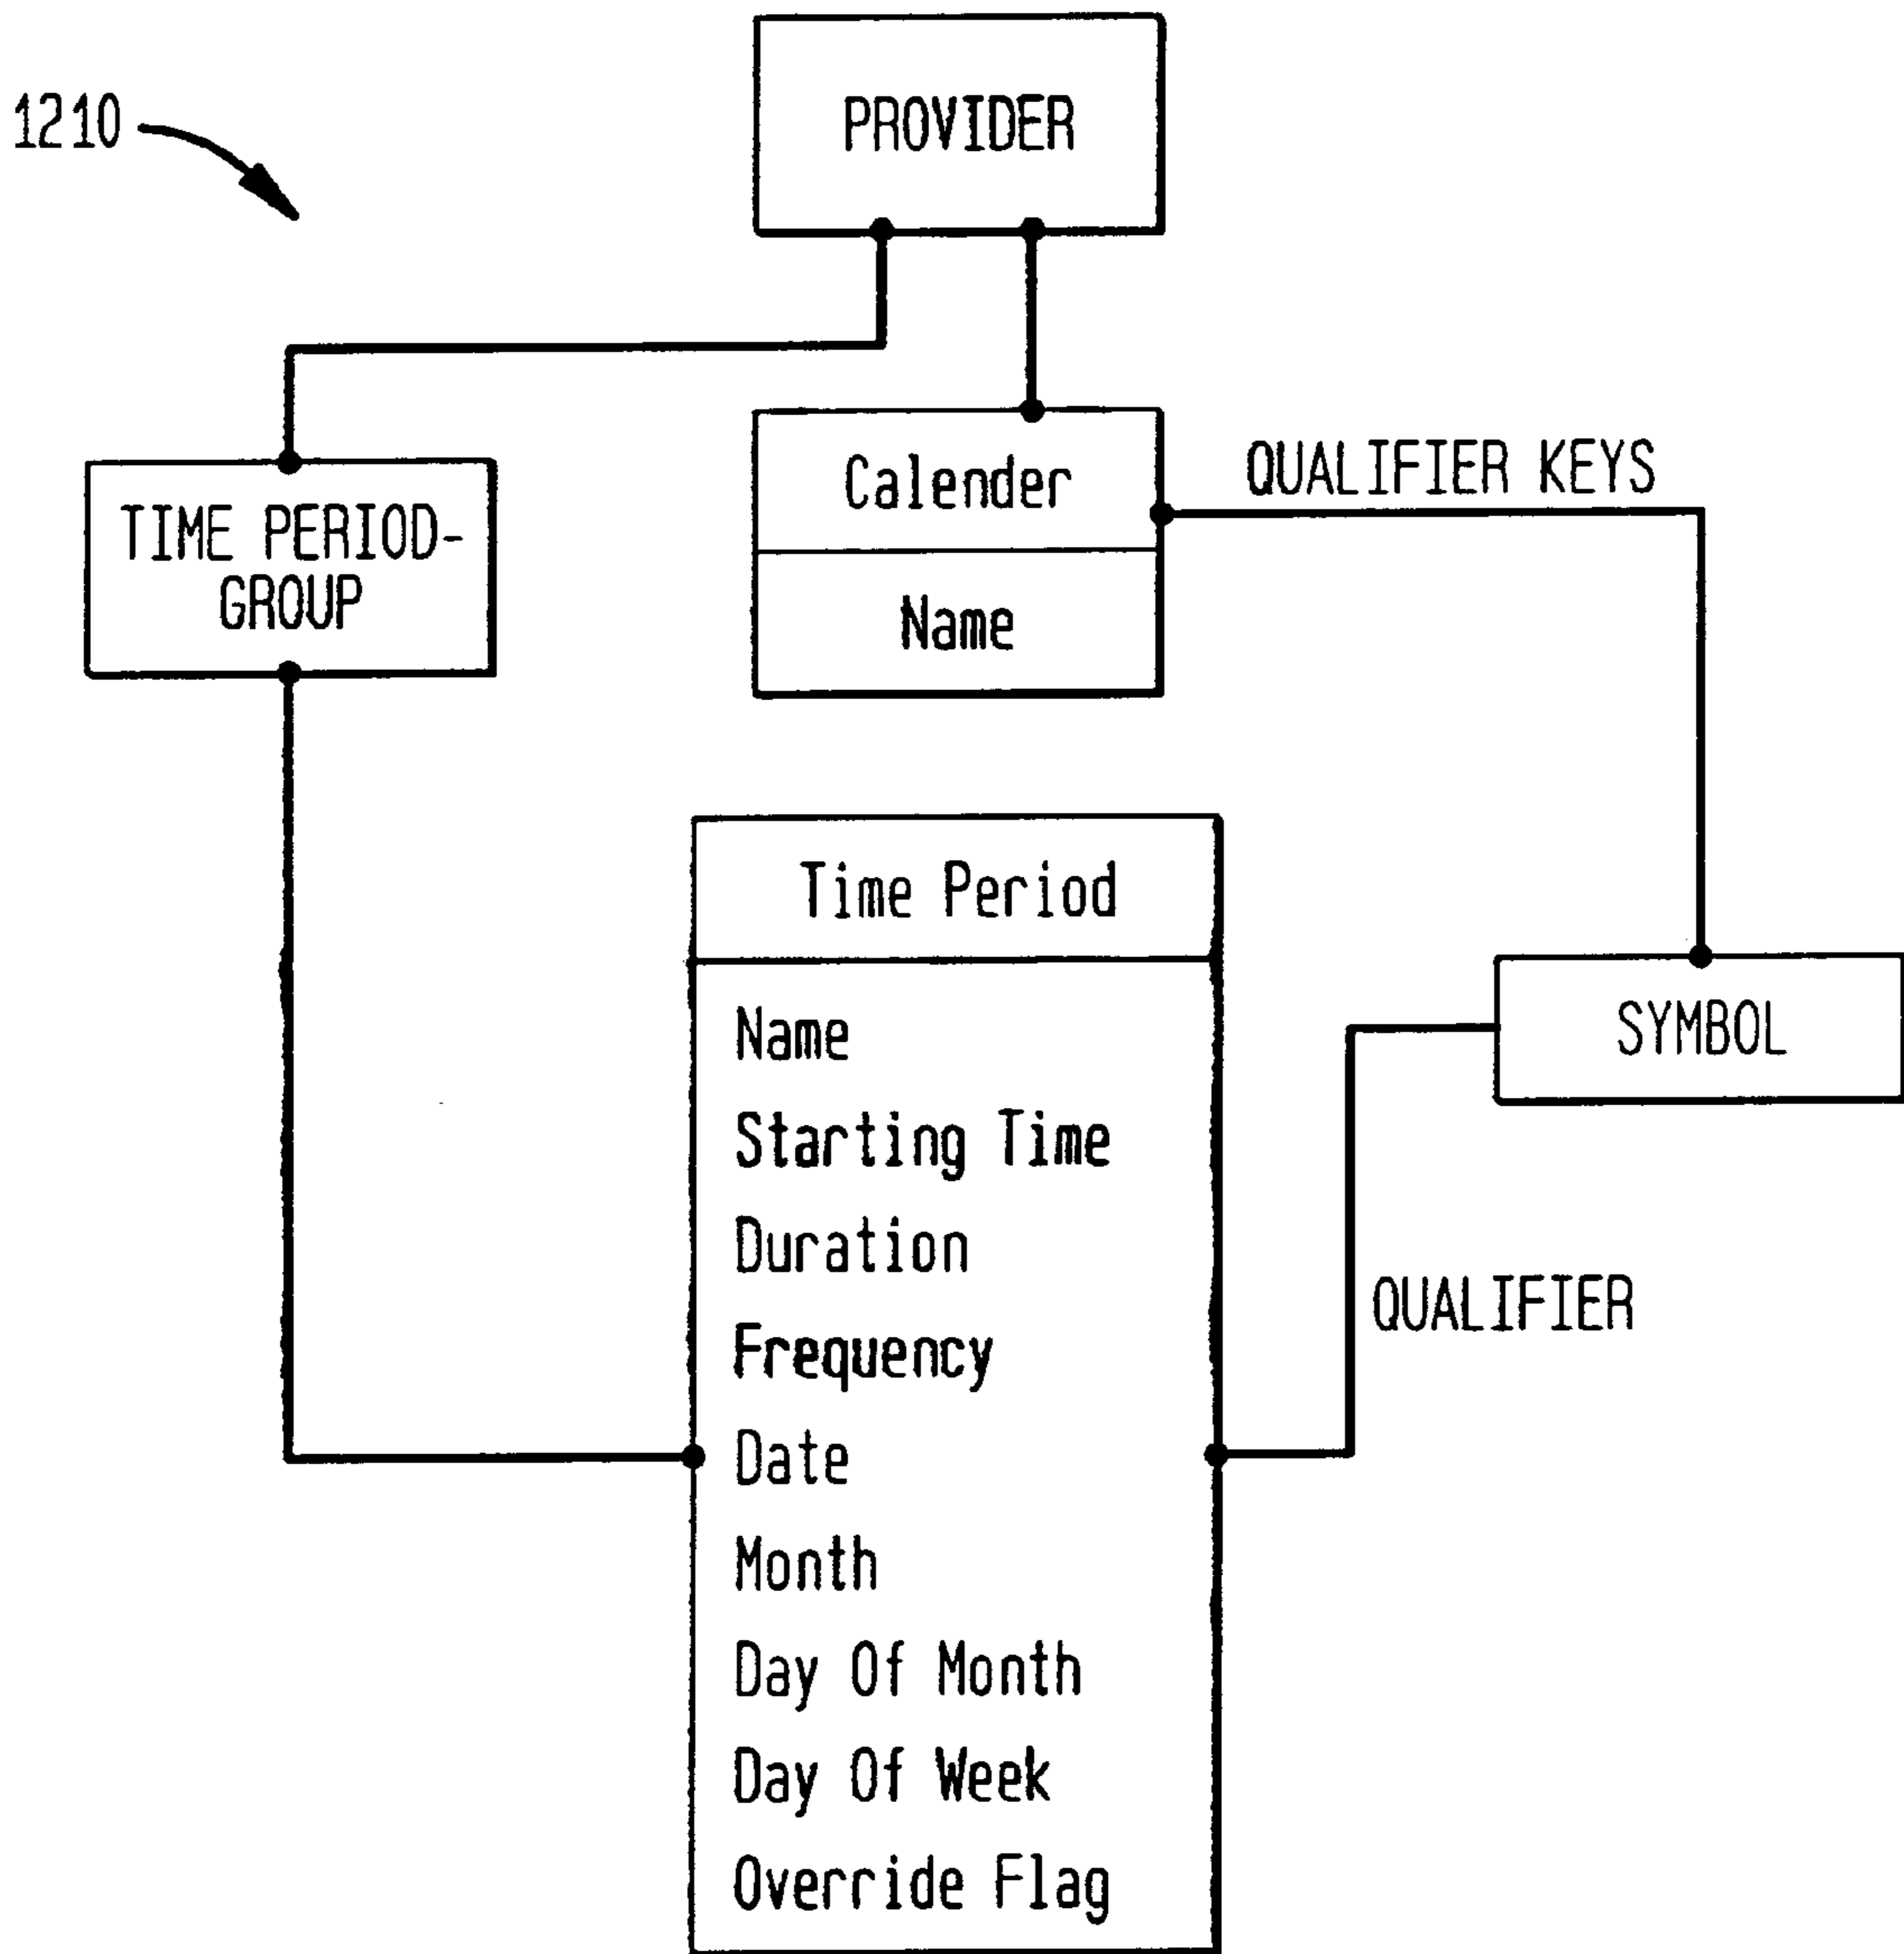 1210
PROVIDER
Calender
Name
QUALIFIER KEYS
TIME PERIOD-
GROUP
Time Period
Name
Starting Time
Duration
Frequency
Date
Month
Day Of Month
Day Of Week
Override Flag
SYMBOL
QUALIFIER